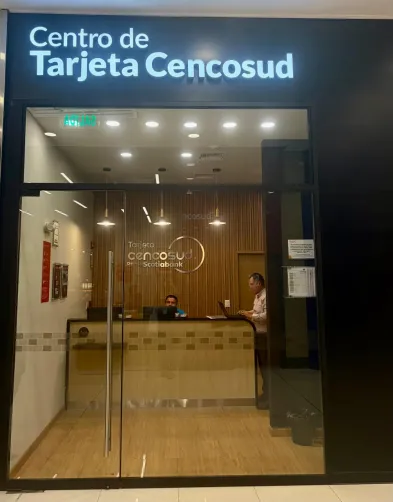 Centro de
Tarjeta Cencosud
Tarjeta
cencosud
Scotiabank